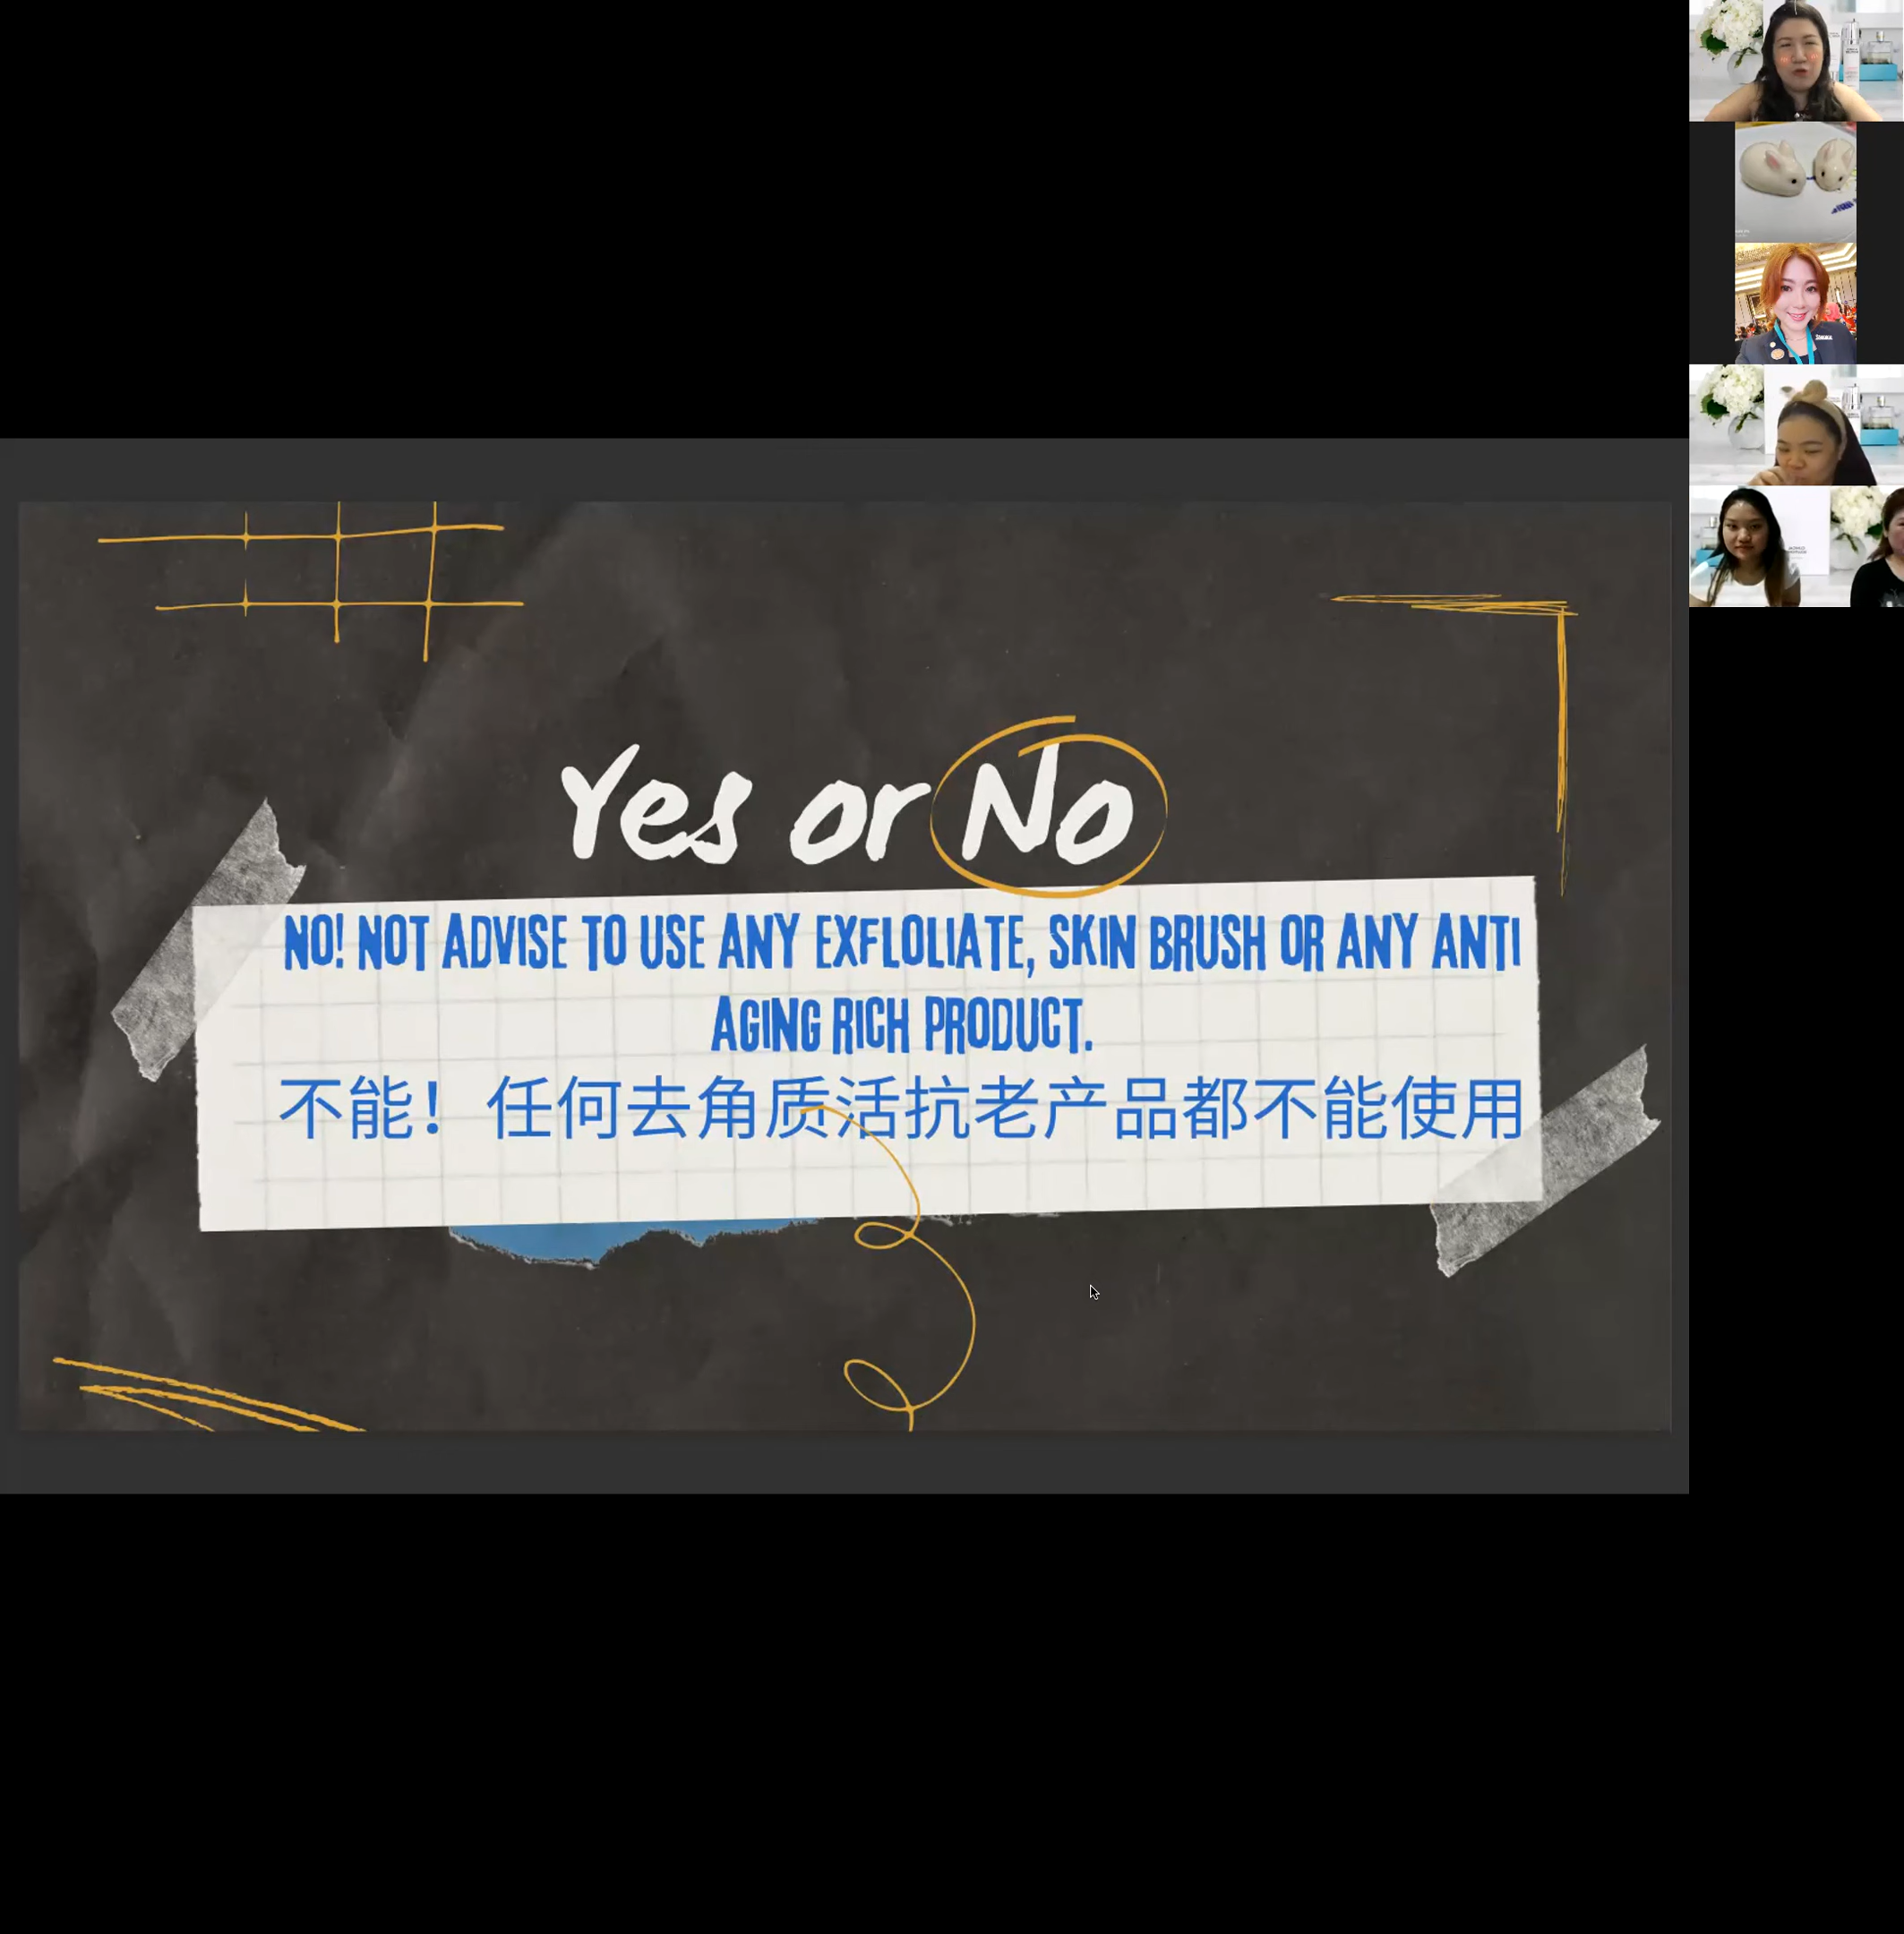 Yes or No
NO! NOT ADVISE TO USE ANY EXFLOLIATE, SKIN BRUSH OR ANY ANTI
AGING RICH PRODUCT.
不能！ 任何去角质活抗老产品都不能使用